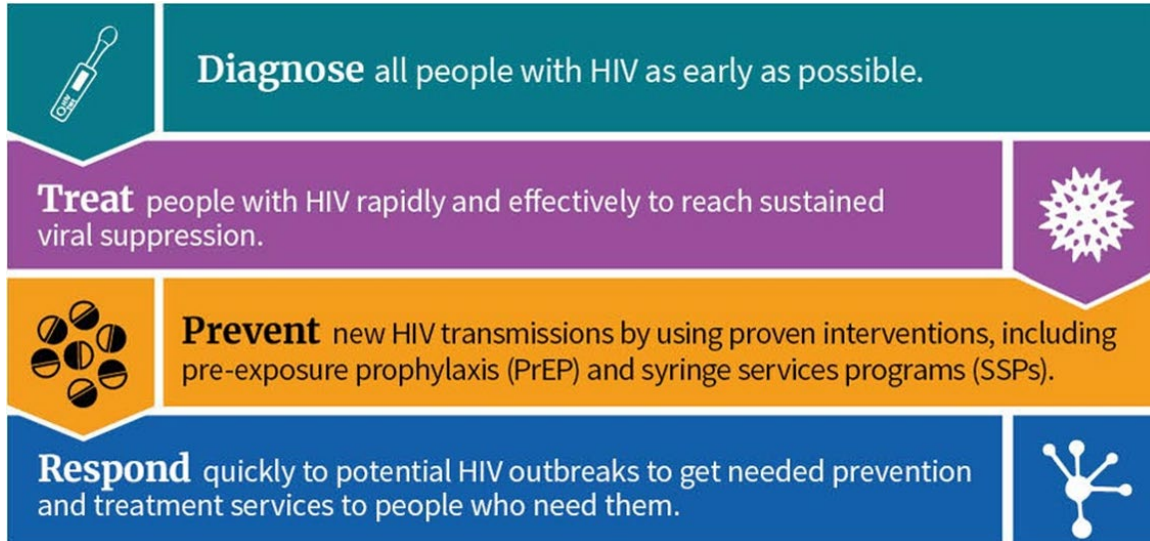 Diagnose all people with HIV as early as possible.
Treat people with HIV rapidly and effectively to reach sustained
viral suppression.
Prevent new HIV transmissions by using proven interventions, including
pre-exposure prophylaxis (PrEP) and syringe services programs (SSPs).
Respond quickly to potential HIV outbreaks to get needed prevention
and treatment services to people who need them.